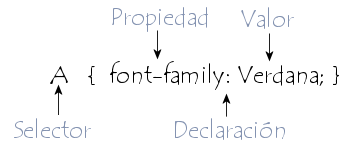 Propiedad Valor
A { font-family: Verdana; }
Selector Declaración